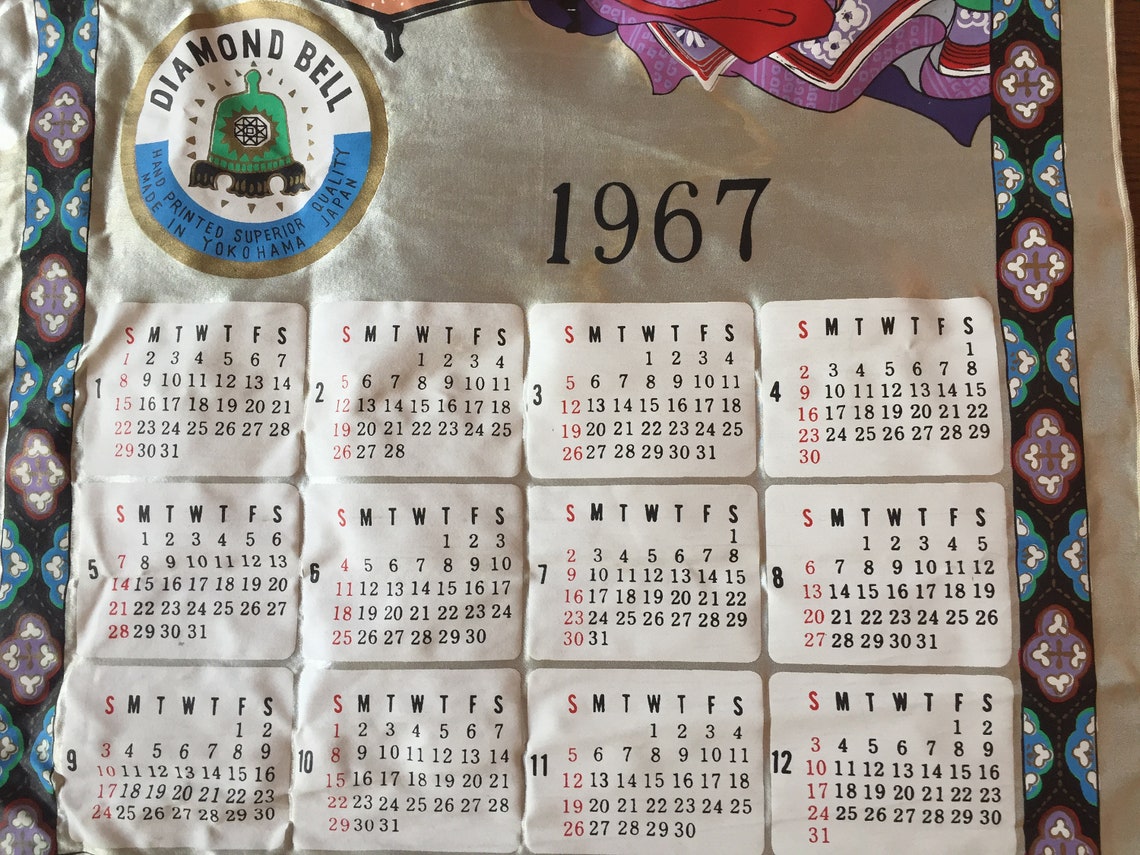 DIAMOND BELL
HAND PRINTED SUPERIOR QUALITY
MADE IN YOKOHAMA JAPAN
1967
1
S M T W T F S
1 2 3 4 5 6 7
8 9 10 11 12 13 14
15 16 17 18 19 20 21
22 23 24 25 26 27 28
29 30 31
2
S M T W T F S
1 2 3 4
5 6 7 8 9 10 11
12 13 14 15 16 17 18
19 20 21 22 23 24 25
26 27 28
3
S M T W T F S
1 2 3 4
5 6 7 8 9 10 11
12 13 14 15 16 17 18
19 20 21 22 23 24 25
26 27 28 29 30 31
4
S M T W T F S
1
2 3 4 5 6 7 8
9 10 11 12 13 14 15
16 17 18 19 20 21 22
23 24 25 26 27 28 29
30
5
S M T W T F S
1 2 3 4 5 6
7 8 9 10 11 12 13
14 15 16 17 18 19 20
21 22 23 24 25 26 27
28 29 30 31
6
S M T W T F S
1 2 3
4 5 6 7 8 9 10
11 12 13 14 15 16 17
18 19 20 21 22 23 24
25 26 27 28 29 30
7
S M T W T F S
1
2 3 4 5 6 7 8
9 10 11 12 13 14 15
16 17 18 19 20 21 22
23 24 25 26 27 28 29
30 31
8
S M T W T F S
1 2 3 4 5
6 7 8 9 10 11 12
13 14 15 16 17 18 19
20 21 22 23 24 25 26
27 28 29 30 31
9
S M T W T F S
1 2
3 4 5 6 7 8 9
10 11 12 13 14 15 16
17 18 19 20 21 22 23
24 25 26 27 28 29 30
10
S M T W T F S
1 2 3 4 5 6 7
8 9 10 11 12 13 14
15 16 17 18 19 20 21
22 23 24 25 26 27 28
29 30 31
11
S M T W T F S
1 2 3 4
5 6 7 8 9 10 11
12 13 14 15 16 17 18
19 20 21 22 23 24 25
26 27 28 29 30
12
S M T W T F S
1 2
3 4 5 6 7 8 9
10 11 12 13 14 15 16
17 18 19 20 21 22 23
24 25 26 27 28 29 30
31